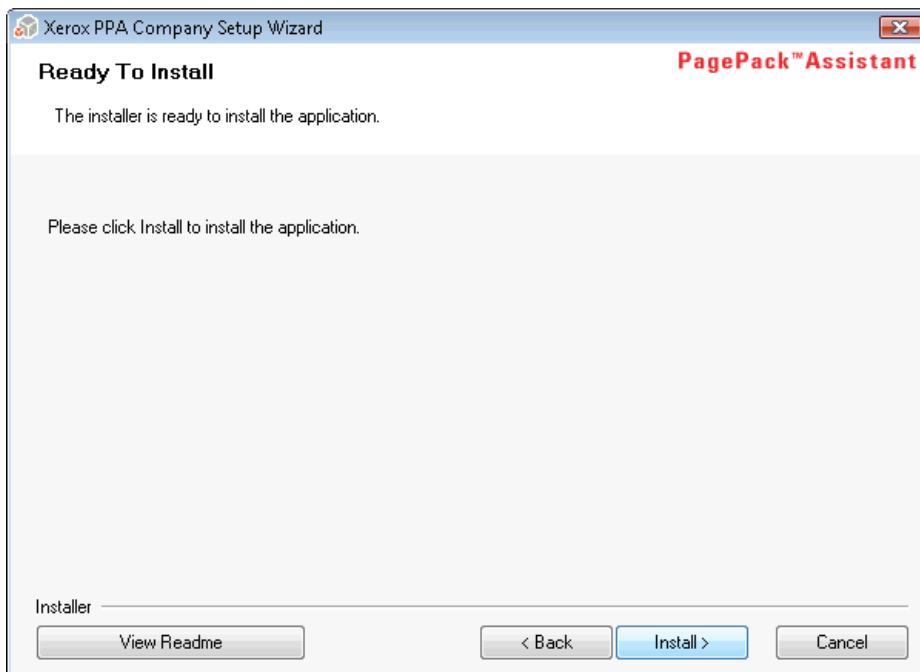 Xerox PPA Company Setup Wizard
Ready To Install
PagePack™Assistant
The installer is ready to install the application.
Please click Install to install the application.
Installer
View Readme
< Back
Install >
Cancel